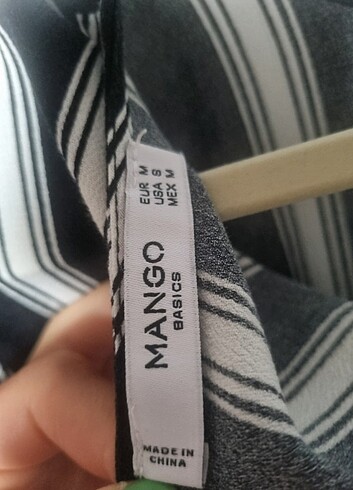 EUR M
USA S
MEX M
MANGO
BASICS
MADE IN
CHINA